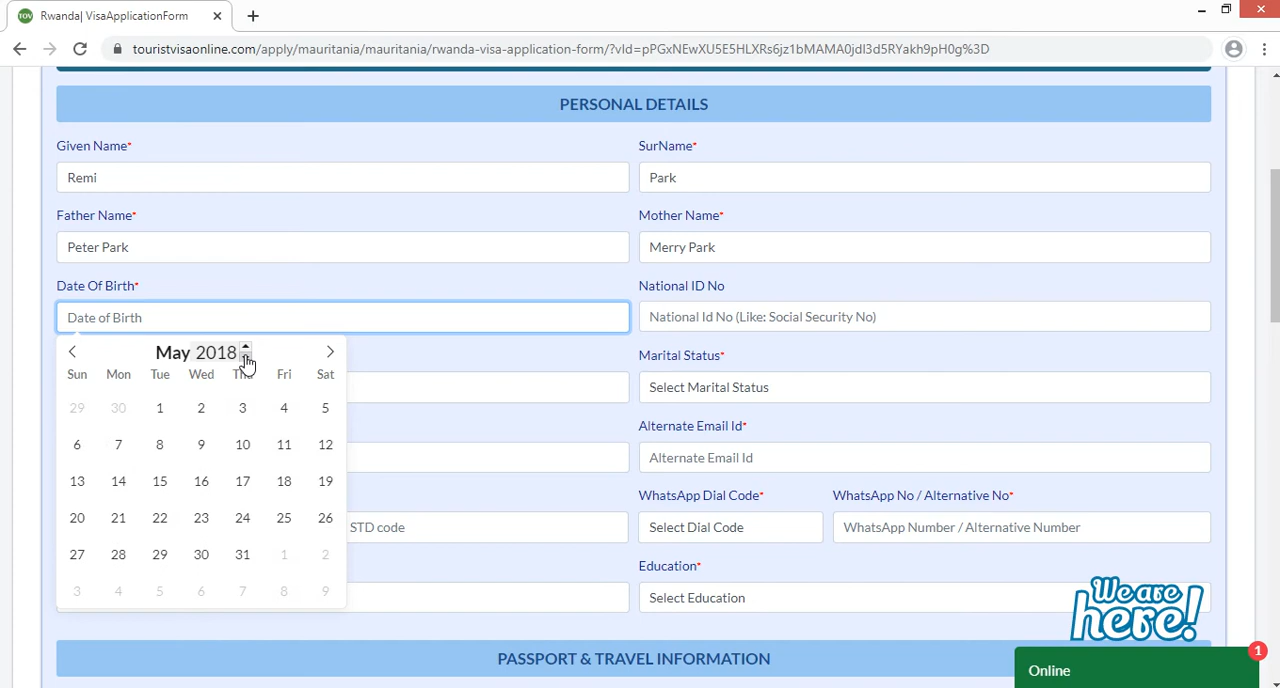 TOV
Rwanda| VisaApplicationForm
touristvisaonline.com/apply/mauritania/mauritania/rwanda-visa-application-form/?vId=pPGxNEwXU5E5HLXRs6jz1bMAMA0jdI3d5RYakh9pH0g%3D
PERSONAL DETAILS
Given Name* SurName*
Remi Park
Father Name* Mother Name*
Peter Park Merry Park
Date Of Birth* National ID No
Date of Birth National Id No (Like: Social Security No)
May 2018 Marital Status*
Sun Mon Tue Wed Thu Fri Sat
Select Marital Status
29 30 1 2 3 4 5
Alternate Email Id*
6 7 8 9 10 11 12
Alternate Email Id
13 14 15 16 17 18 19
WhatsApp Dial Code* WhatsApp No / Alternative No*
20 21 22 23 24 25 26
STD code Select Dial Code WhatsApp Number / Alternative Number
27 28 29 30 31 1 2
Education*
3 4 5 6 7 8 9
Select Education
We are here!
PASSPORT & TRAVEL INFORMATION
1
Online